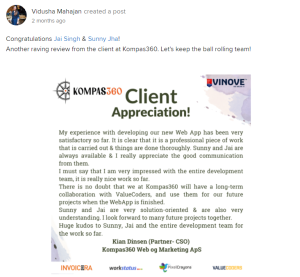 Vidusha Mahajan created a post
2 months ago
Congratulations Jai Singh & Sunny Jha!
Another raving review from the client at Kompas360. Let's keep the ball rolling team!
KOMPAS360
VINOVE
Client
Appreciation!
My experience with developing our new Web App has been very
satisfactory so far. It is clear that it is a professional piece of work
that is carried out & things are done thoroughly. Sunny and Jai are
always available & I really appreciate the good communication
from them.
I must say that I am very impressed with the entire development
team, it is really nice work so far.
There is no doubt that we at Kompas360 will have a long-term
collaboration with ValueCoders, and use them for our future
projects when the WebApp is finished.
Sunny and Jai are very solution-oriented & are also very
understanding. I look forward to many future projects together.
Huge kudos to Sunny, Jai and the entire development team for
the work so far.
Kian Dinsen (Partner- CSO)
Kompas360 Web og Marketing ApS
INVOICERA
workstatus
PixelCrayons
VALUECODERS